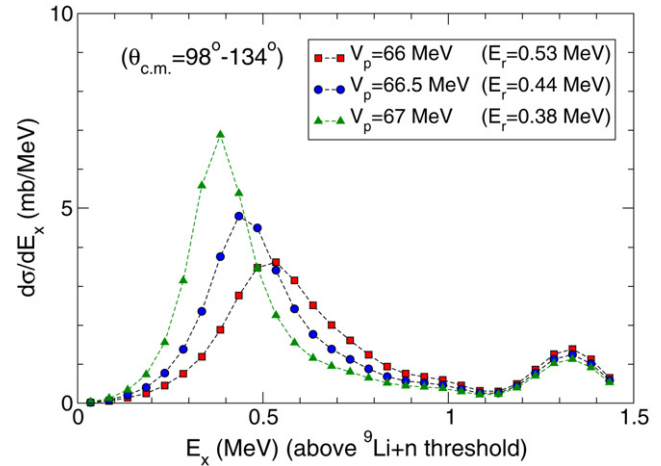 10
(θc.m.=98°-134°)
Vp=66 MeV (Er=0.53 MeV)
Vp=66.5 MeV (Er=0.44 MeV)
Vp=67 MeV (Er=0.38 MeV)
dσ/dEx (mb/MeV)
5
0
0 0.5 1 1.5
Ex (MeV) (above ⁹Li+n threshold)